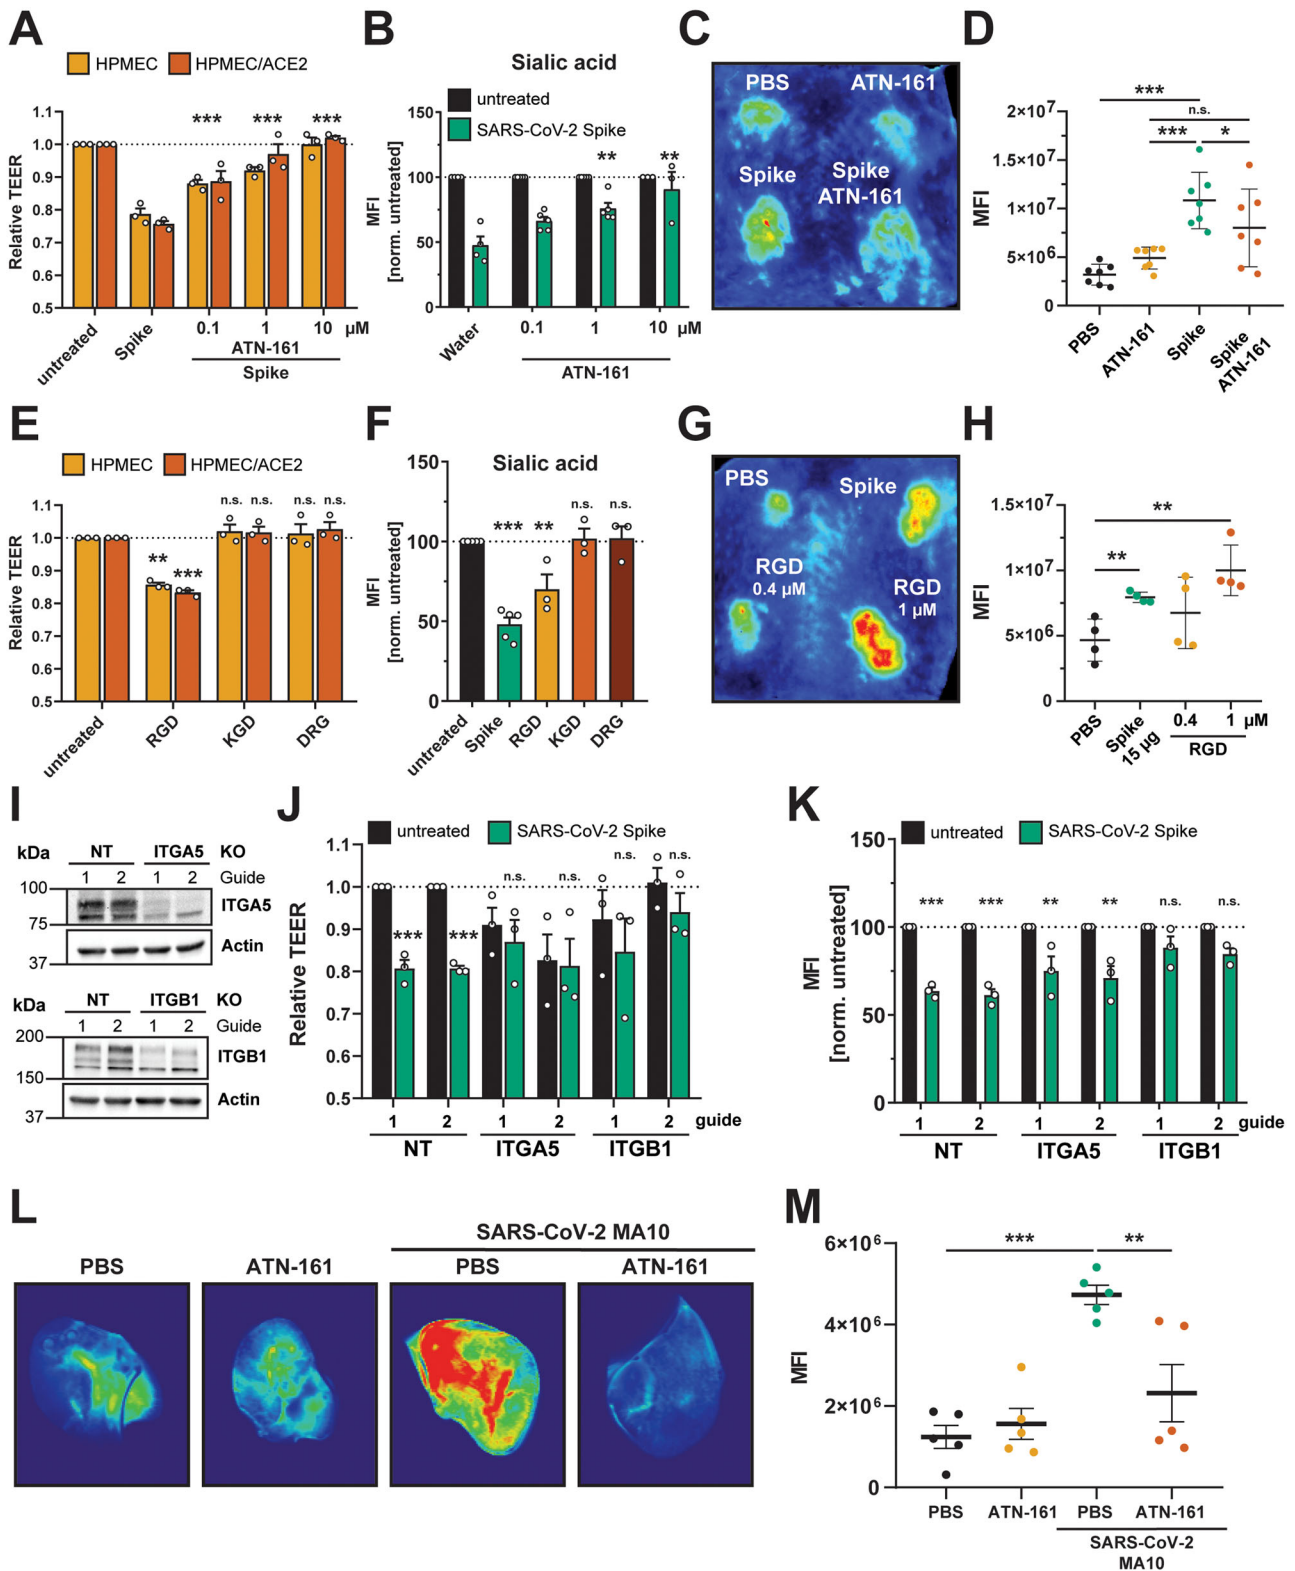 A
HPMEC
HPMEC/ACE2
Relative TEER
1.1
1.0
0.9
0.8
0.7
0.6
0.5
***
***
***
untreated
Spike
0.1
1
10
µM
ATN-161
Spike
B
Sialic acid
untreated
SARS-CoV-2 Spike
MFI
[norm. untreated]
150
100
50
0
**
**
Water
0.1
1
10
µM
ATN-161
C
PBS
ATN-161
Spike
Spike
ATN-161
D
MFI
2×10⁷
1.5×10⁷
1×10⁷
5×10⁶
0
***
n.s.
***
*
PBS
ATN-161
Spike
Spike
ATN-161
E
HPMEC
HPMEC/ACE2
Relative TEER
1.1
1.0
0.9
0.8
0.7
0.6
0.5
**
***
n.s.
n.s.
n.s.
n.s.
untreated
RGD
KGD
DRG
F
Sialic acid
MFI
[norm. untreated]
150
100
50
0
***
**
n.s.
n.s.
untreated
Spike
RGD
KGD
DRG
G
PBS
Spike
RGD
0.4 µM
RGD
1 µM
H
MFI
1.5×10⁷
1×10⁷
5×10⁶
0
**
**
PBS
Spike
15 µg
0.4
1
µM
RGD
I
kDa
NT
ITGA5
KO
1
2
1
2
Guide
100
75
ITGA5
Actin
37
kDa
NT
ITGB1
KO
1
2
1
2
Guide
200
150
ITGB1
Actin
37
J
untreated
SARS-CoV-2 Spike
Relative TEER
1.1
1.0
0.9
0.8
0.7
0.6
0.5
***
***
n.s.
n.s.
n.s.
n.s.
1
2
1
2
1
2
guide
NT
ITGA5
ITGB1
K
untreated
SARS-CoV-2 Spike
MFI
[norm. untreated]
150
100
50
0
***
***
**
**
n.s.
n.s.
1
2
1
2
1
2
guide
NT
ITGA5
ITGB1
L
SARS-CoV-2 MA10
PBS
ATN-161
PBS
ATN-161
M
MFI
6×10⁶
4×10⁶
2×10⁶
0
***
**
PBS
ATN-161
PBS
ATN-161
SARS-CoV-2
MA10